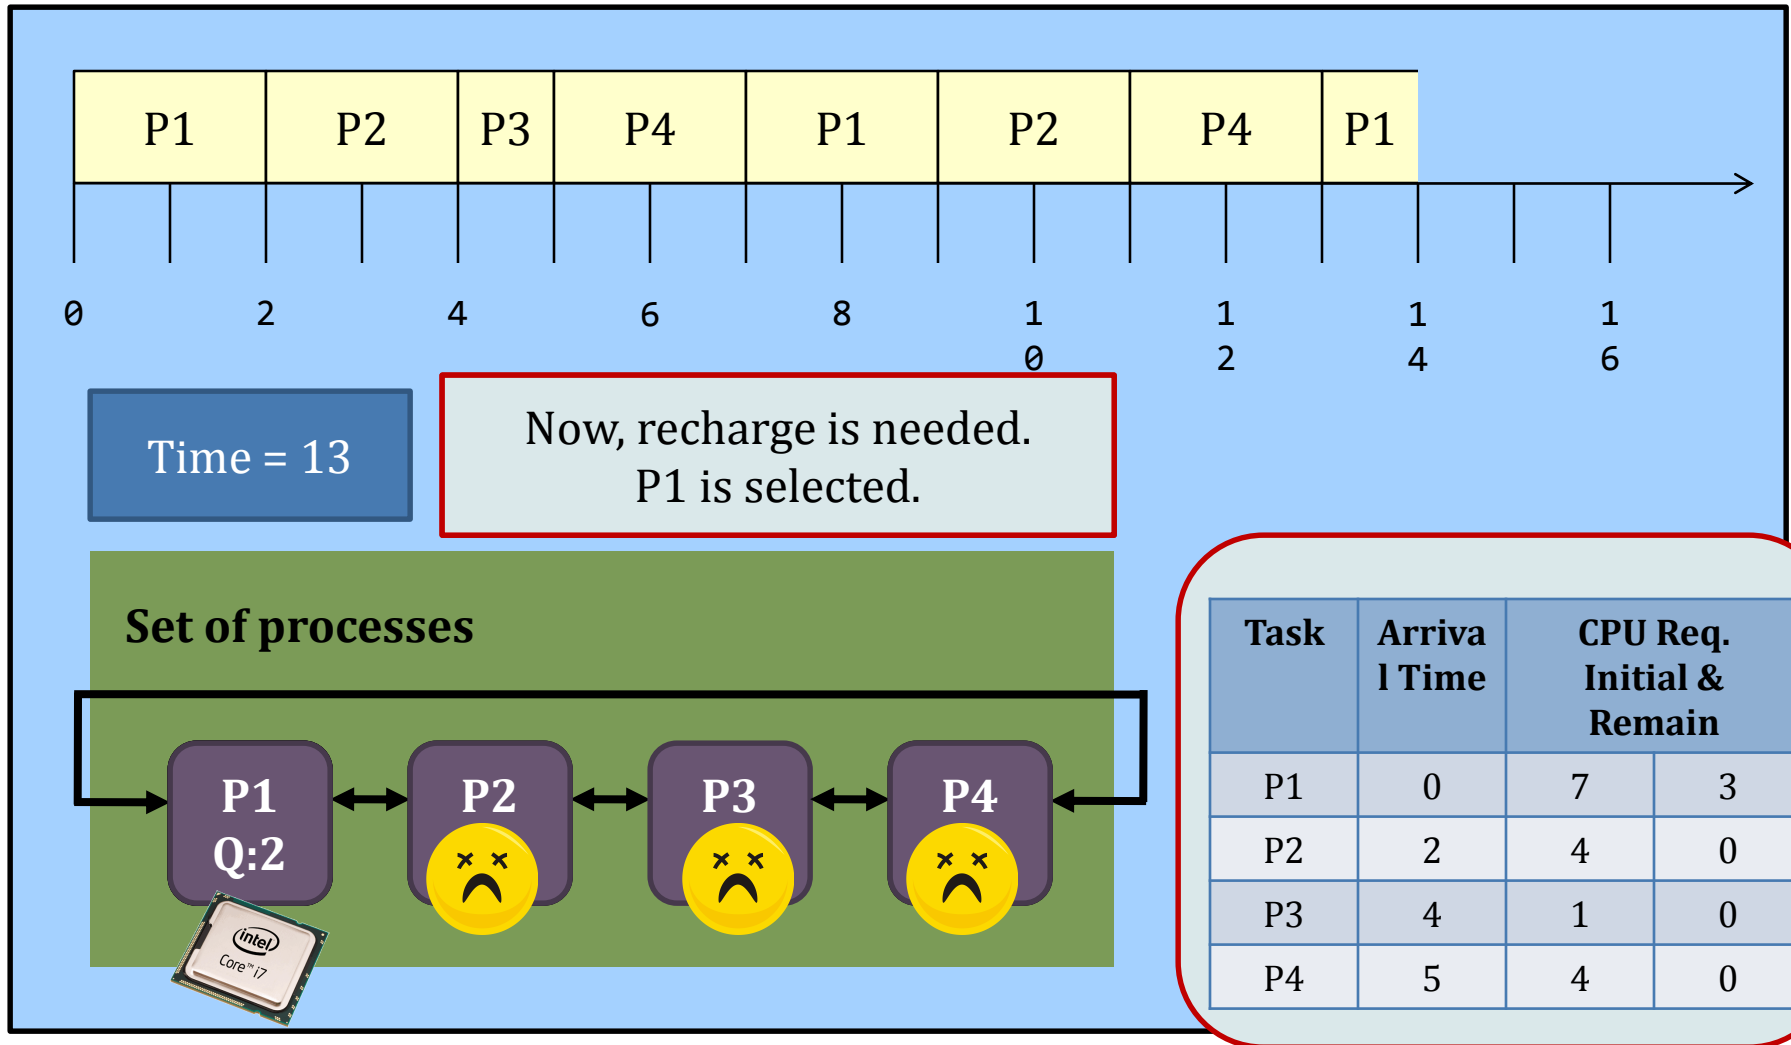 P1 P2 P3 P4 P1 P2 P4 P1
0 2 4 6 8 1 1 1 1
0 2 4 6
Time = 13
Now, recharge is needed.
P1 is selected.
Set of processes
P1 P2 P3 P4
Q:2
intel
Core™ i7
Task Arriva CPU Req.
l Time Initial &
Remain
P1 0 7 3
P2 2 4 0
P3 4 1 0
P4 5 4 0